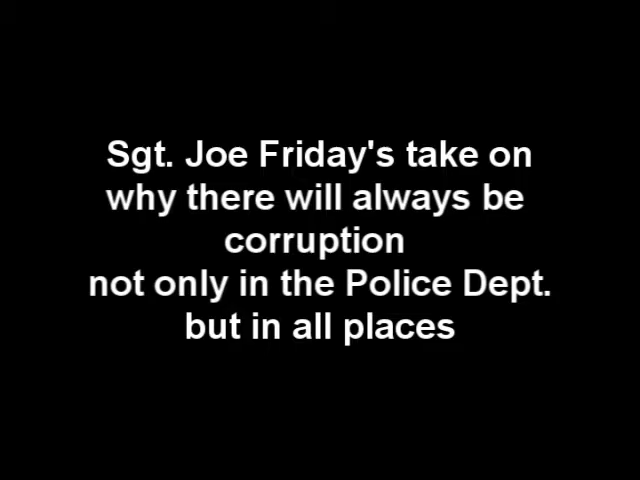 Sgt. Joe Friday's take on
why there will always be
corruption
not only in the Police Dept.
but in all places